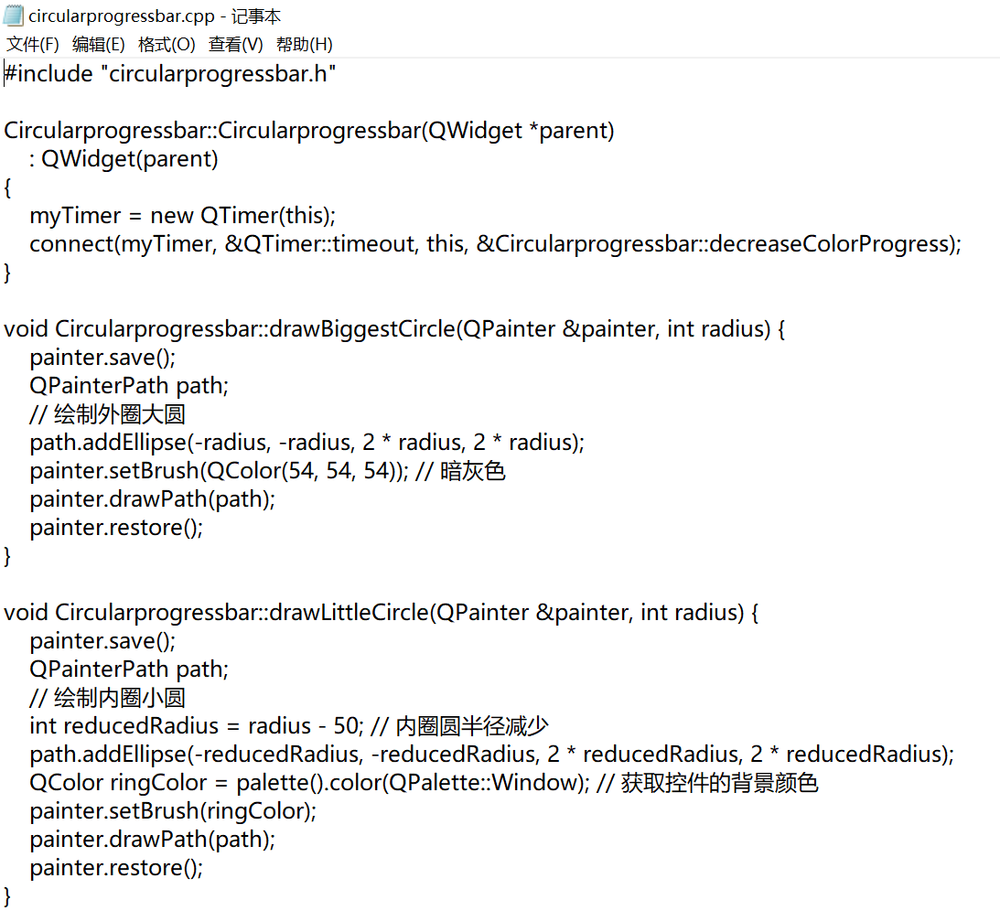 circularprogressbar.cpp - 记事本
文件(F) 编辑(E) 格式(O) 查看(V) 帮助(H)
#include "circularprogressbar.h"

Circularprogressbar::Circularprogressbar(QWidget *parent)
    : QWidget(parent)
{
    myTimer = new QTimer(this);
    connect(myTimer, &QTimer::timeout, this, &Circularprogressbar::decreaseColorProgress);
}

void Circularprogressbar::drawBiggestCircle(QPainter &painter, int radius) {
    painter.save();
    QPainterPath path;
    // 绘制外圈大圆
    path.addEllipse(-radius, -radius, 2 * radius, 2 * radius);
    painter.setBrush(QColor(54, 54, 54)); // 暗灰色
    painter.drawPath(path);
    painter.restore();
}

void Circularprogressbar::drawLittleCircle(QPainter &painter, int radius) {
    painter.save();
    QPainterPath path;
    // 绘制内圈小圆
    int reducedRadius = radius - 50; // 内圈圆半径减少
    path.addEllipse(-reducedRadius, -reducedRadius, 2 * reducedRadius, 2 * reducedRadius);
    QColor ringColor = palette().color(QPalette::Window); // 获取控件的背景颜色
    painter.setBrush(ringColor);
    painter.drawPath(path);
    painter.restore();
}